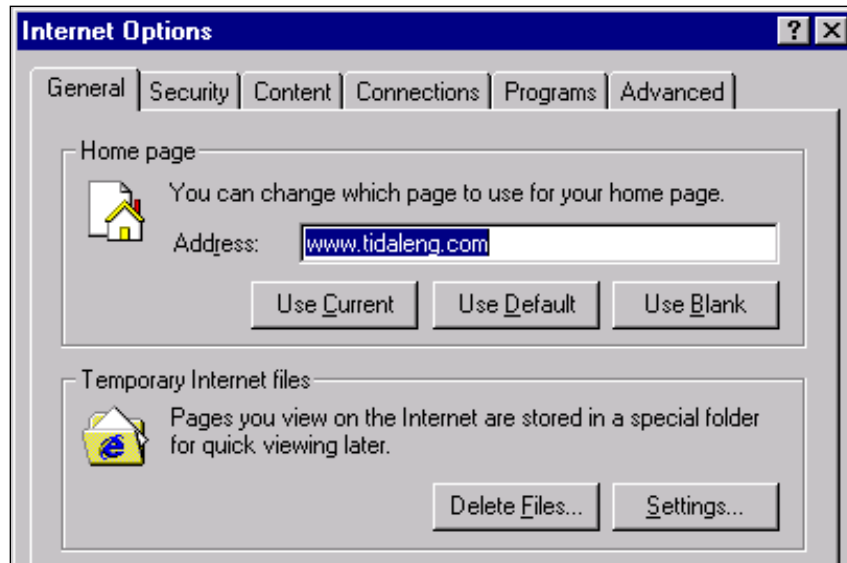 Internet Options
General Security Content Connections Programs Advanced
Home page
You can change which page to use for your home page.
Address: www.tidaleng.com
Use Current Use Default Use Blank
Temporary Internet files
Pages you view on the Internet are stored in a special folder
for quick viewing later.
Delete Files... Settings...